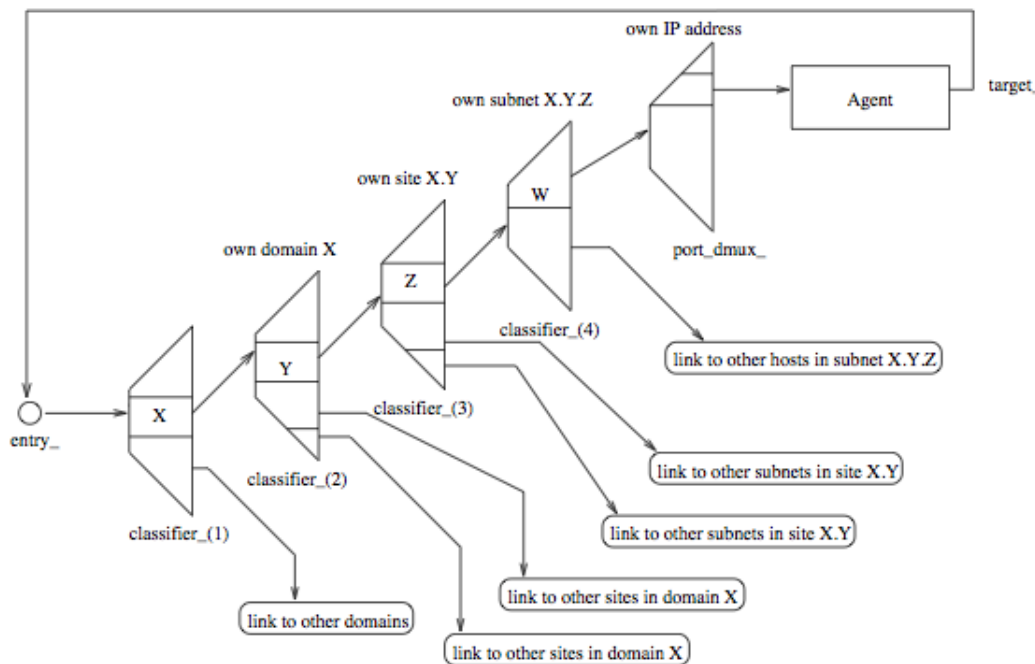 own IP address
Agent
target_
own subnet X.Y.Z
W
port_dmux_
own site X.Y
Z
classifier_(4)
link to other hosts in subnet X.Y.Z
own domain X
Y
classifier_(3)
X
entry_
classifier_(2)
link to other subnets in site X.Y
classifier_(1)
link to other subnets in site X.Y
link to other sites in domain X
link to other domains
link to other sites in domain X